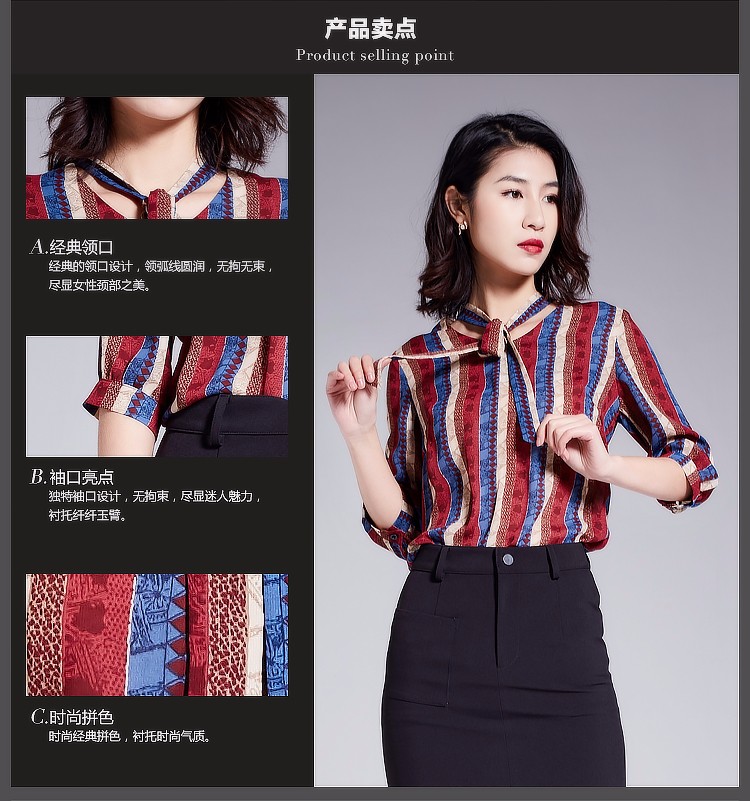 产品卖点
Product selling point
A.经典领口
经典的领口设计，领弧线圆润，无拘无束，
尽显女性颈部之美。
B.袖口亮点
独特袖口设计，无拘束，尽显迷人魅力，
衬托纤纤玉臂。
C.时尚拼色
时尚经典拼色，衬托时尚气质。